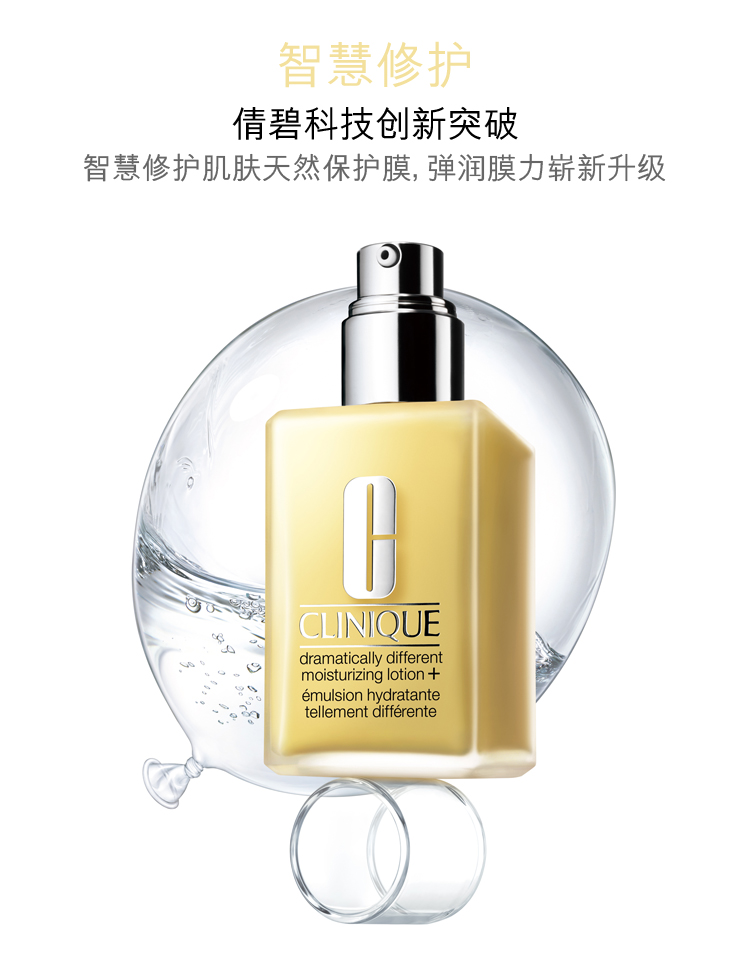 智慧修护
倩碧科技创新突破
智慧修护肌肤天然保护膜, 弹润膜力崭新升级
CLINIQUE
dramatically different
moisturizing lotion +
émulsion hydratante
tellement différente